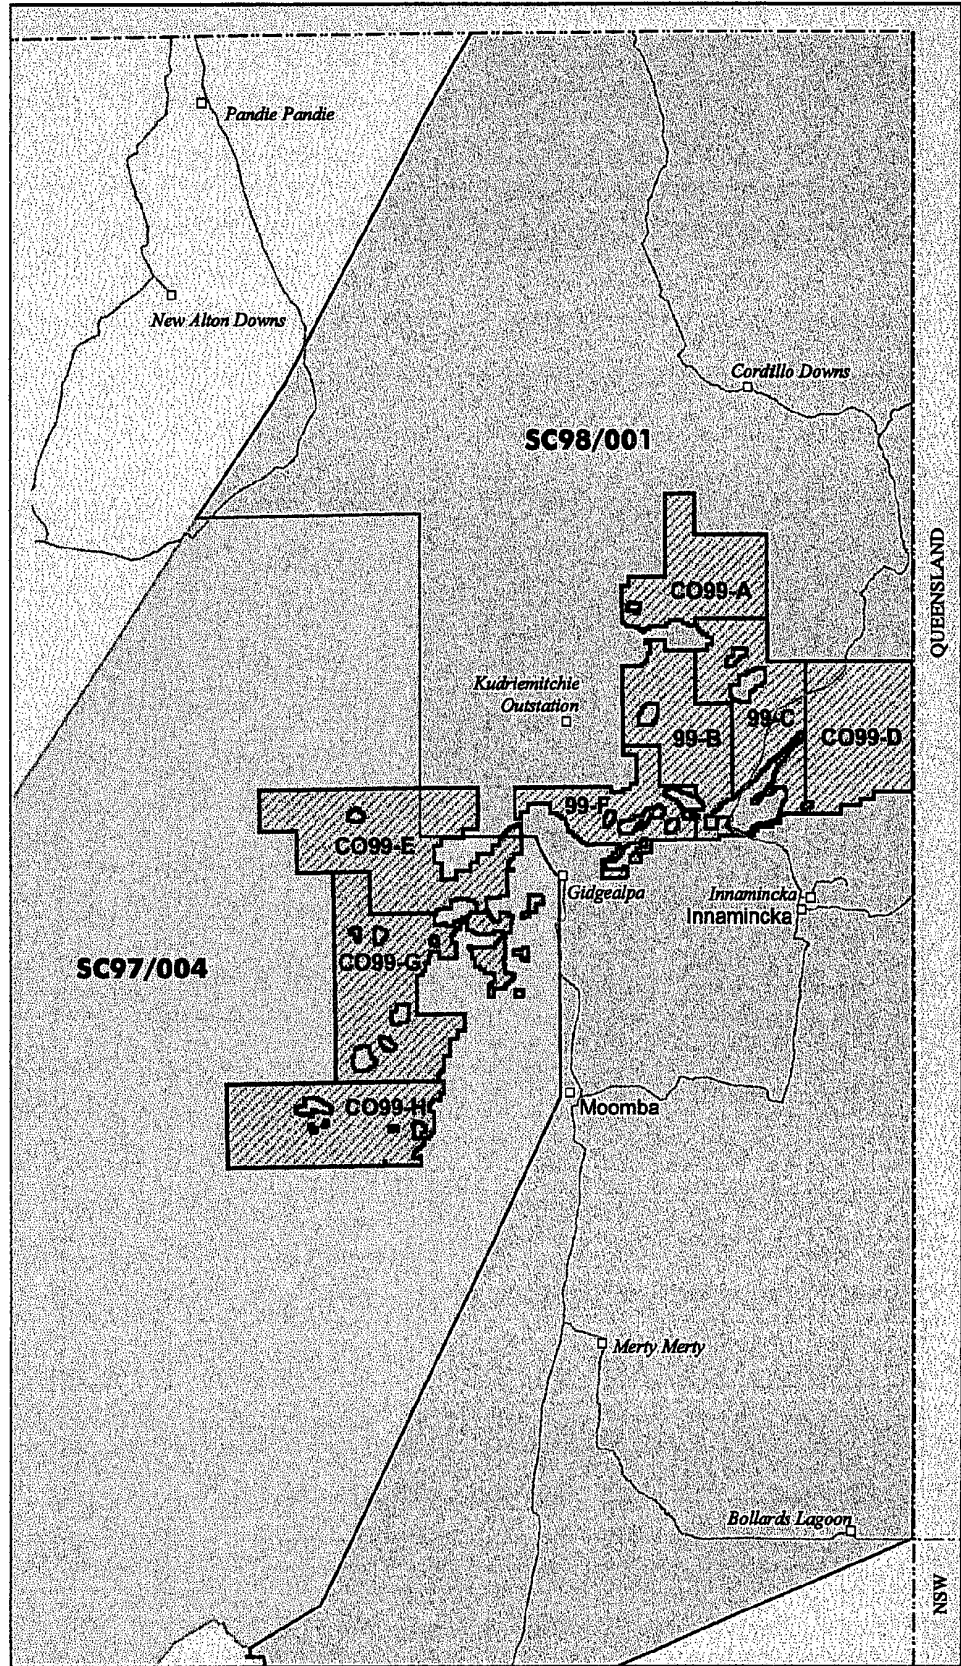 Pandie Pandie
New Alton Downs
Cordillo Downs
SC98/001
QUEENSLAND
CO99-A
Kudriemitchie
Outstation
99-B
99-C
CO99-D
99-F
CO99-E
Gidgealpa
Innamincka
Innamincka
SC97/004
CO99-G
Moomba
CO99-H
Merty Merty
Bollards Lagoon
NSW